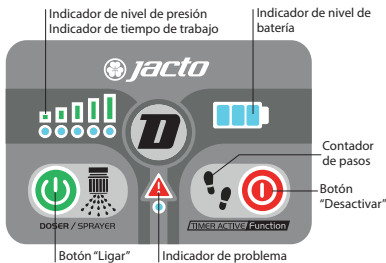 Indicador de nivel de presión
Indicador de tiempo de trabajo
Indicador de nivel de
batería
jacto
D
Contador
de pasos
Botón
"Desactivar"
DOSER / SPRAYER
TIMER ACTIVE/Function
Botón "Ligar"
Indicador de problema